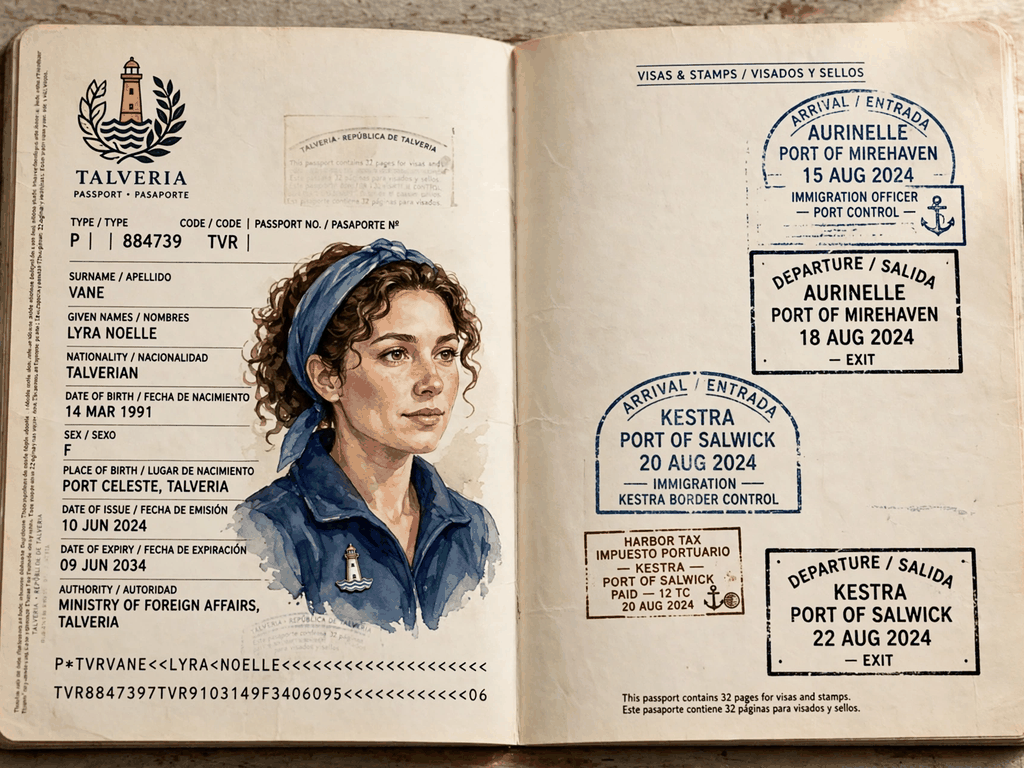 TALVERIA
PASSPORT • PASAPORTE
TALVERIA · REPÚBLICA DE TALVERIA
This passport contains 32 pages for visas and
TYPE / TYPE CODE / CODE | PASSPORT NO. / PASAPORTE Nº
P | | 884739 TVR |
SURNAME / APELLIDO
VANE
GIVEN NAMES / NOMBRES
LYRA NOELLE
NATIONALITY / NACIONALIDAD
TALVERIAN
DATE OF BIRTH / FECHA DE NACIMIENTO
14 MAR 1991
SEX / SEXO
F
PLACE OF BIRTH / LUGAR DE NACIMIENTO
PORT CELESTE, TALVERIA
DATE OF ISSUE / FECHA DE EMISIÓN
10 JUN 2024
DATE OF EXPIRY / FECHA DE EXPIRACIÓN
09 JUN 2034
AUTHORITY / AUTORIDAD
MINISTRY OF FOREIGN AFFAIRS,
TALVERIA
P*TVRVANE<<LYRA<NOELLE<<<<<<<<<<<<<<<<<<<<<<
TVR8847397TVR9103149F3406095<<<<<<<<<<<<06
VISAS & STAMPS / VISADOS Y SELLOS
ARRIVAL / ENTRADA
AURINELLE
PORT OF MIREHAVEN
15 AUG 2024
IMMIGRATION OFFICER
— PORT CONTROL —
DEPARTURE / SALIDA
AURINELLE
PORT OF MIREHAVEN
18 AUG 2024
— EXIT
ARRIVAL / ENTRADA
KESTRA
PORT OF SALWICK
20 AUG 2024
— IMMIGRATION —
KESTRA BORDER CONTROL
HARBOR TAX
IMPUESTO PORTUARIO
— KESTRA —
PORT OF SALWICK
PAID — 12 TC
20 AUG 2024
DEPARTURE / SALIDA
KESTRA
PORT OF SALWICK
22 AUG 2024
— EXIT
This passport contains 32 pages for visas and stamps.
Este pasaporte contiene 32 páginas para visados y sellos.